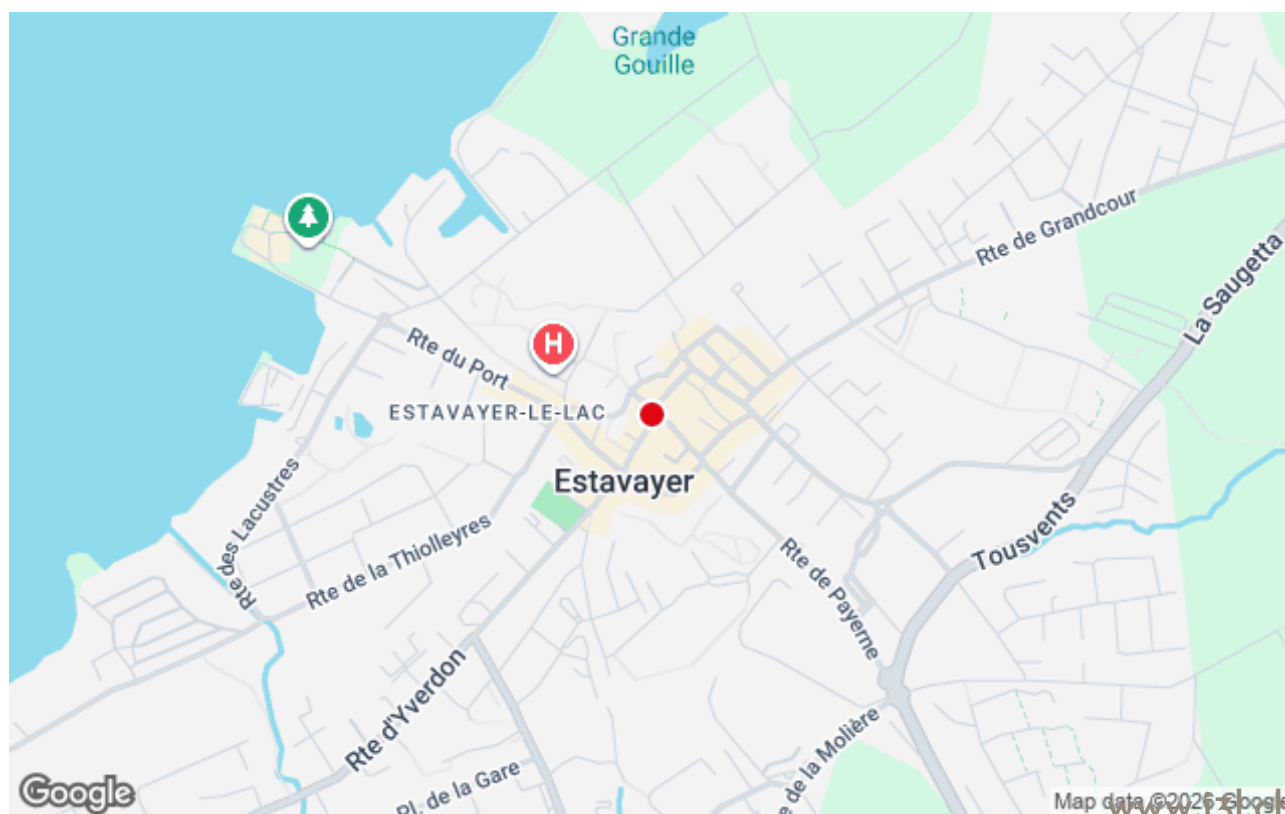 Grande
Gouille
Rte de Grandcour
La Saugetta
H
Rte du Port
ESTAVAYER-LE-LAC
Estavayer
Rte des Lacustres
Rte de la Thiolleyres
Tousvents
Rte de Payerne
Rte d'Yverdon
Pl. de la Gare
e de la Molière
Google
Map data ©2026 Google